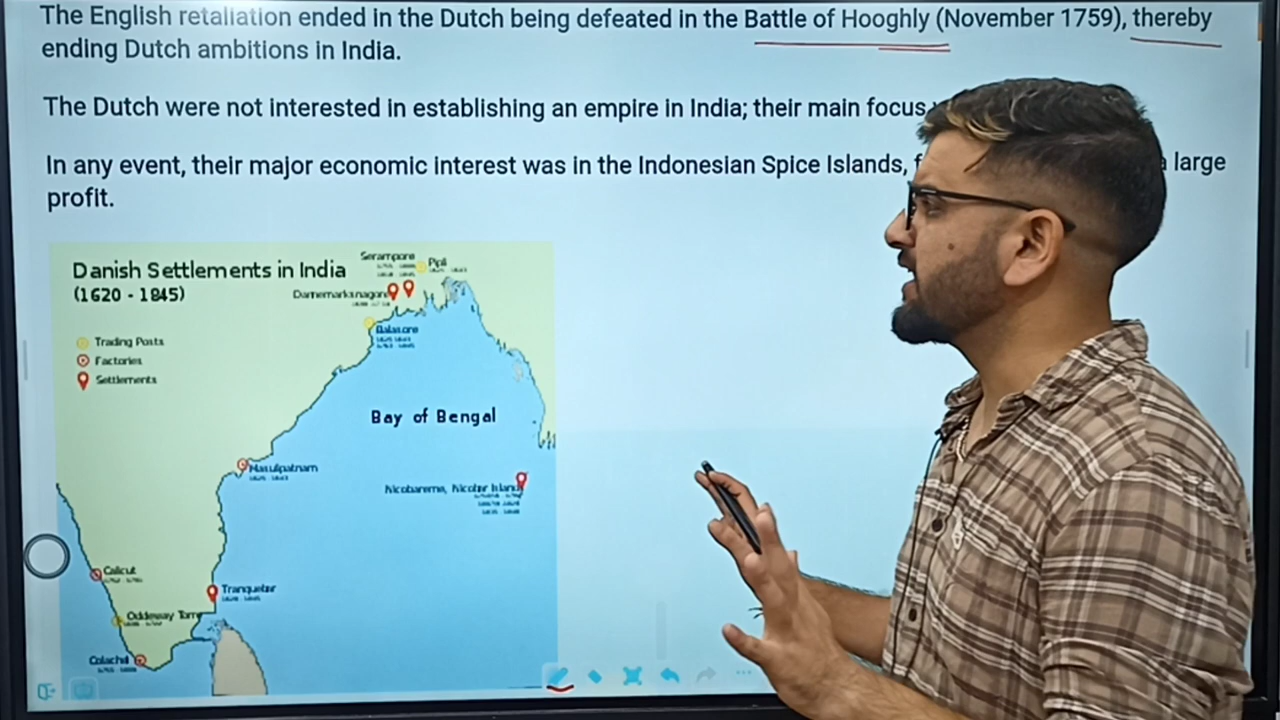 The English retaliation ended in the Dutch being defeated in the Battle of Hooghly (November 1759), thereby
ending Dutch ambitions in India.
The Dutch were not interested in establishing an empire in India; their main focus
In any event, their major economic interest was in the Indonesian Spice Islands, large
profit.
Danish Settlements in India
(1620 - 1845)
Trading Posts
Factories
Settlements
Serampore
Pipli
Balasore
Bay of Bengal
Masulipatnam
Calicut
Tranquebar
Oddeway Torre
Colachel